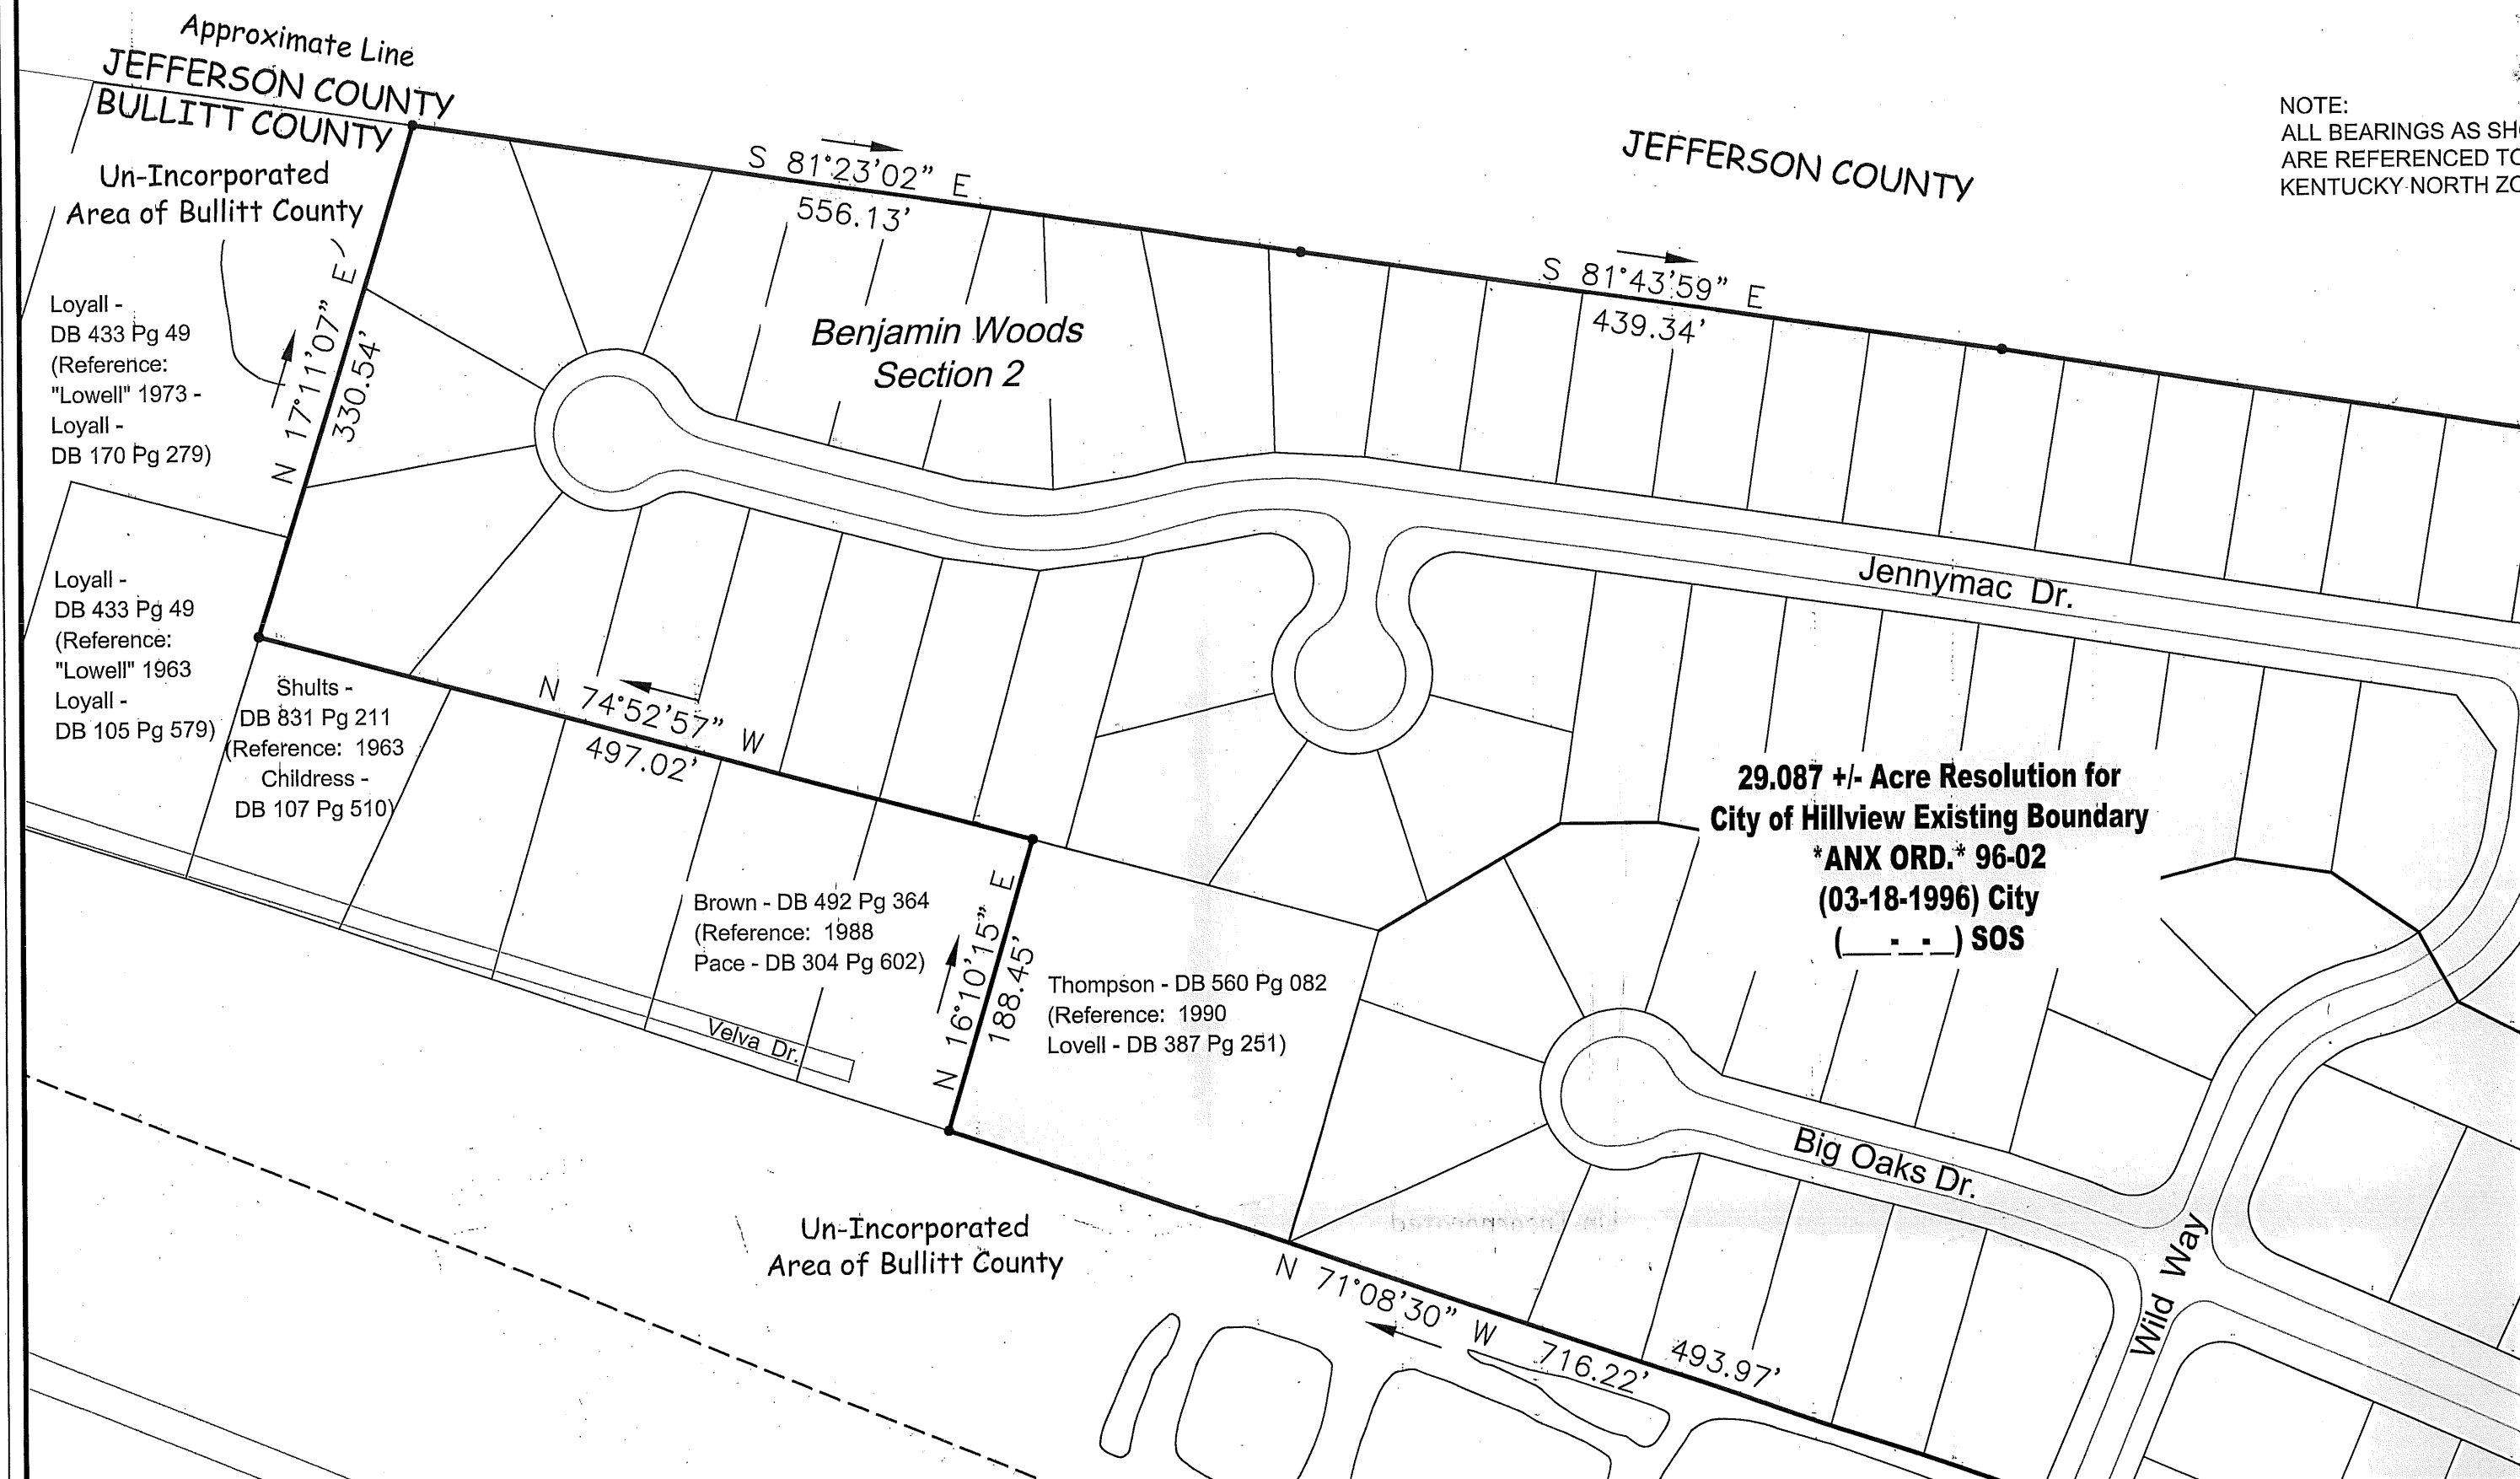 Approximate Line
JEFFERSON COUNTY
BULLITT COUNTY
Un-Incorporated
Area of Bullitt County
JEFFERSON COUNTY
NOTE:
ALL BEARINGS AS
ARE REFERENCED
KENTUCKY NORTH
S 81°23'02" E
556.13'
S 81°43'59" E
439.34'
Benjamin Woods
Section 2
N 17°11'07" E
330.54'
Loyall -
DB 433 Pg 49
(Reference:
"Lowell" 1973 -
Loyall -
DB 170 Pg 279)
Jennymac Dr.
Loyall -
DB 433 Pg 49
(Reference:
"Lowell" 1963
Loyall -
DB 105 Pg 579)
Shults -
DB 831 Pg 211
(Reference: 1963
Childress -
DB 107 Pg 510)
N 74°52'57" W
497.02'
29.087 +/- Acre Resolution for
City of Hillview Existing Boundary
*ANX ORD.* 96-02
(03-18-1996) City
(___-_-_) SOS
Brown - DB 492 Pg 364
(Reference: 1988
Pace - DB 304 Pg 602)
N 16°10'15" E
188.45'
Thompson - DB 560 Pg 082
(Reference: 1990
Lovell - DB 387 Pg 251)
Velva Dr.
Big Oaks Dr.
Wild Way
Un-Incorporated
Area of Bullitt County
N 71°08'30" W
716.22'
493.97'